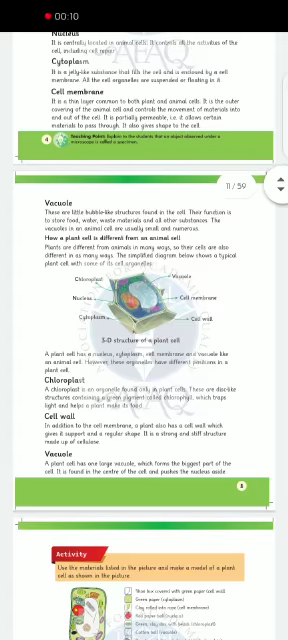 00:10
Nucleus
It is centrally located in animal cells. It controls all the activities of the
cell, including cell repair.
Cytoplasm
It is a jelly-like substance that fills the cell and is enclosed by a cell
membrane. All the cell organelles are suspended or floating in it.
Cell membrane
It is a thin layer common to both plant and animal cells. It is the outer
covering of the animal cell and controls the movement of materials into
and out of the cell. It is partially permeable, i.e. it allows certain
materials to pass through. It also gives shape to the cell.
4
Teaching Point: Explain to the students that an object observed under a
microscope is called a specimen.
11 / 59
Vacuole
These are little bubble-like structures found in the cell. Their function is
to store food, water, waste materials and all other substances. The
vacuoles in an animal cell are usually small and numerous.
How a plant cell is different from an animal cell
Plants are different from animals in many ways, so their cells are also
different in as many ways. The simplified diagram below shows a typical
plant cell with some of its cell organelles.
Chloroplast
Vacuole
Nucleus
Cell membrane
Cytoplasm
Cell wall
3-D structure of a plant cell
A plant cell has a nucleus, cytoplasm, cell membrane and vacuole like
an animal cell. However, these organelles have different positions in a
plant cell.
Chloroplast
A chloroplast is an organelle found only in plant cells. These are disc-like
structures containing a green pigment called chlorophyll, which traps
light and helps a plant make its food.
Cell wall
In addition to the cell membrane, a plant also has a cell wall which
gives it support and a regular shape. It is a strong and stiff structure
made up of cellulose.
Vacuole
A plant cell has one large vacuole, which forms the biggest part of the
cell. It is found in the centre of the cell and pushes the nucleus aside.
5
Activity
Use the materials listed in the picture and make a model of a plant
cell as shown in the picture.
Green paper (cytoplasm)
Clay rolled into rope (cell membrane)